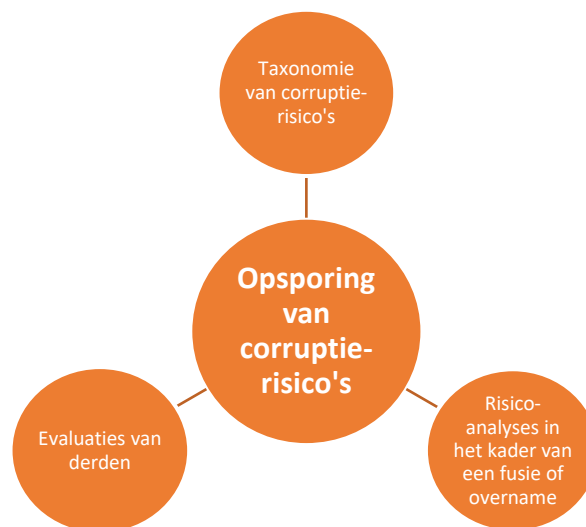 Taxonomie
van corruptie-
risico's
Opsporing
van
corruptie-
risico's
Evaluaties van
derden
Risico-
analyses in
het kader van
een fusie of
overname